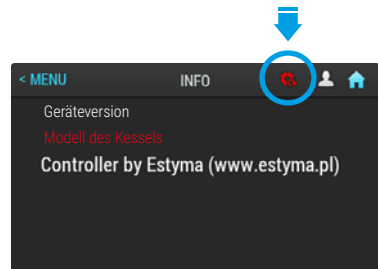 < MENU INFO
Geräteversion
Modell des Kessels
Controller by Estyma (www.estyma.pl)